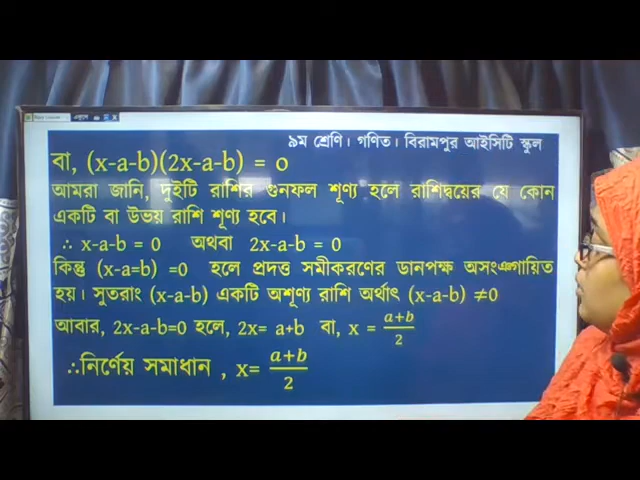 ৯ম শ্রেণি। গণিত। বিরামপুর আইসিটি স্কুল
বা, (x-a-b)(2x-a-b) = 0
আমরা জানি, দুইটি রাশির গুনফল শূণ্য হলে রাশিদ্বয়ের যে কোন
একটি বা উভয় রাশি শূণ্য হবে।
∴ x-a-b = 0 অথবা 2x-a-b = 0
কিন্তু (x-a=b) =0 হলে প্রদত্ত সমীকরণের ডানপক্ষ অসংঞ্জায়িত
হয়। সুতরাং (x-a-b) একটি অশূণ্য রাশি অর্থাৎ (x-a-b) ≠0
আবার, 2x-a-b=0 হলে, 2x= a+b বা, x = a+b/2
∴নির্ণেয় সমাধান , x= a+b/2